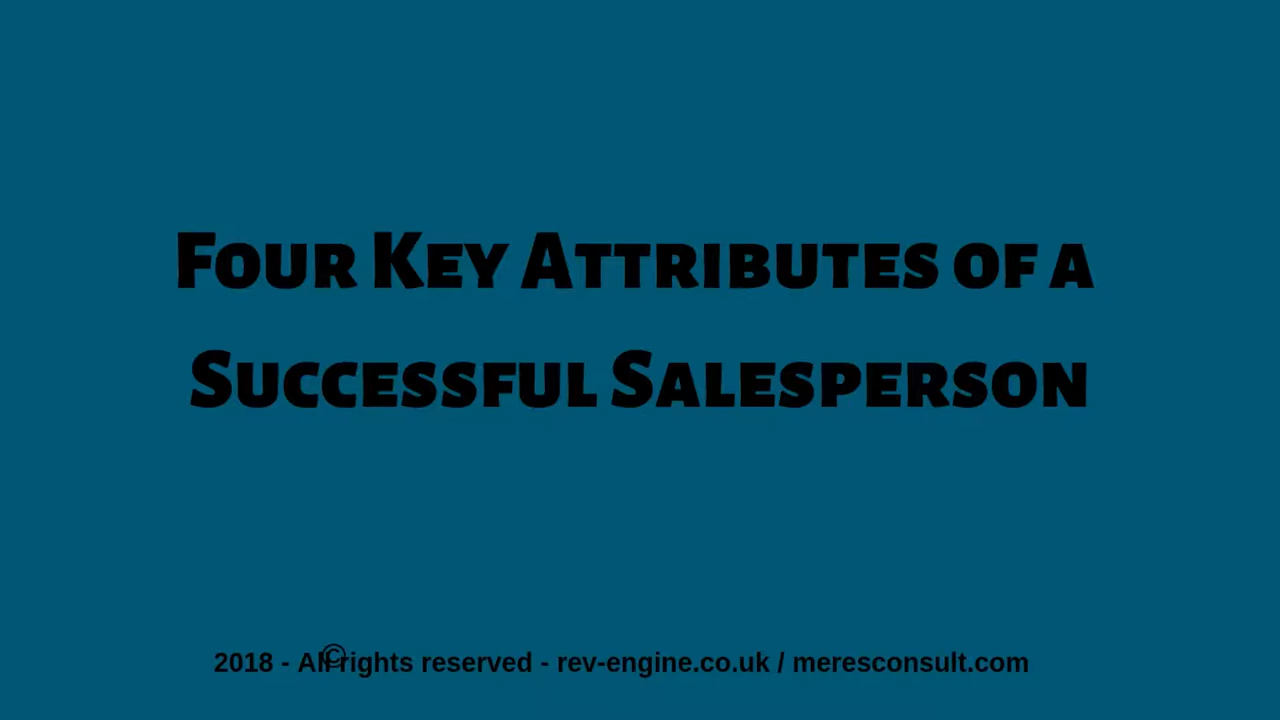 Four Key Attributes of a
Successful Salesperson
©
2018 - All rights reserved - rev-engine.co.uk / meresconsult.com